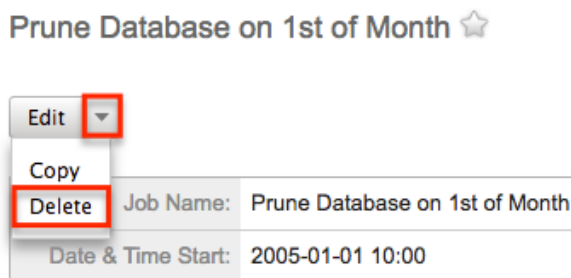 Prune Database on 1st of Month
Edit
Copy
Delete
Job Name: Prune Database on 1st of Month
Date & Time Start: 2005-01-01 10:00